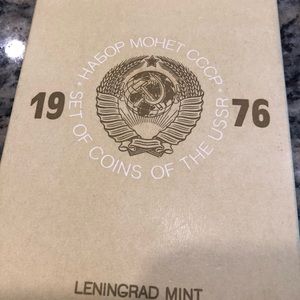 НАБОР МОНЕТ СССР
19 76
SET OF COINS OF THE USSR
LENINGRAD MINT